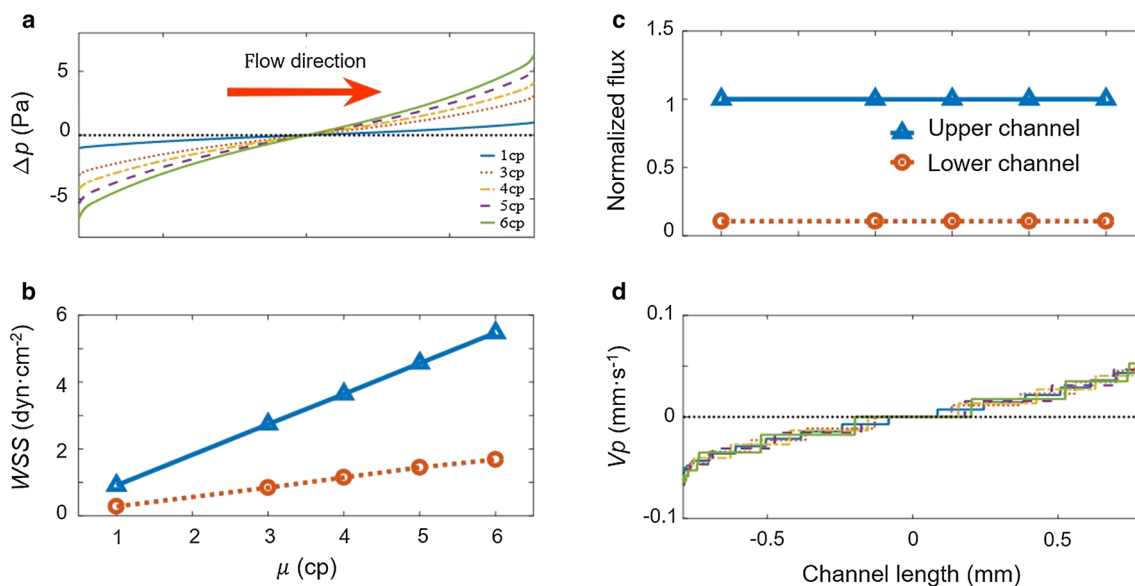 a
5
0
-5
Δp (Pa)
Flow direction
1cp
3cp
4cp
5cp
6cp
b
6
4
2
0
WSS (dyn·cm⁻²)
1 2 3 4 5 6
μ (cp)
c
1.5
1
0.5
0
Normalized flux
Upper channel
Lower channel
d
0.1
0
-0.1
Vp (mm·s⁻¹)
-0.5 0 0.5
Channel length (mm)